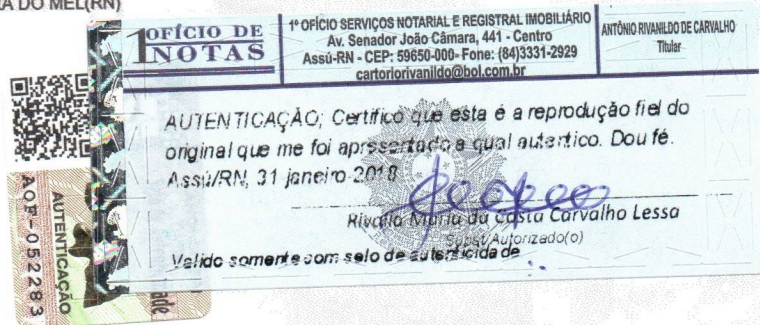 DO MEL(RN)
1º OFÍCIO DE NOTAS
1º OFÍCIO SERVIÇOS NOTARIAL E REGISTRAL IMOBILIÁRIO
Av. Senador João Câmara, 441 - Centro
Assú-RN - CEP: 59650-000- Fone: (84)3331-2929
cartoriorivanildo@bol.com.br
ANTÔNIO RIVANILDO DE CARVALHO
Titular
AUTENTICAÇÃO; Certifico que esta é a reprodução fiel do
original que me foi apresentado a qual autentico. Dou fé.
Assú/RN, 31 janeiro 2018
Maria da Costa Carvalho Lessa
Subst/Autorizado(o)
Valido somente com selo de autenticidade
AUTENTICAÇÃO
AOP-052283